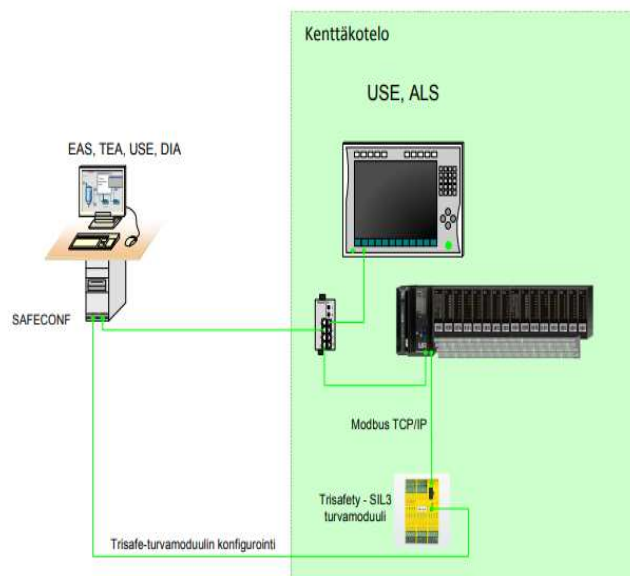 Kenttäkotelo
USE, ALS
EAS, TEA, USE, DIA
SAFECONF
Modbus TCP/IP
Trisafety - SIL3
turvamoduuli
Trisafe-turvamoduulin konfigurointi